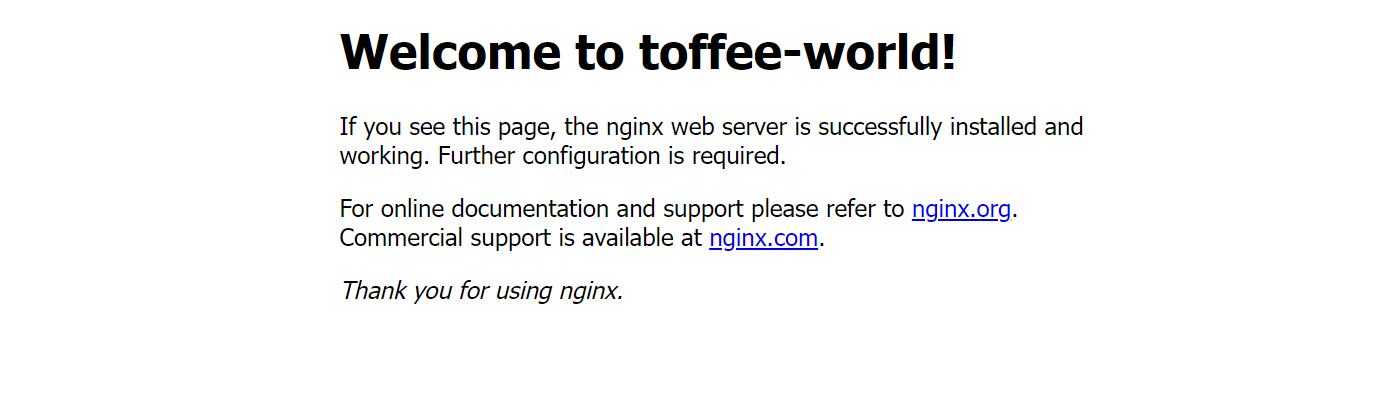 Welcome to toffee-world!
If you see this page, the nginx web server is successfully installed and
working. Further configuration is required.
For online documentation and support please refer to nginx.org.
Commercial support is available at nginx.com.
Thank you for using nginx.